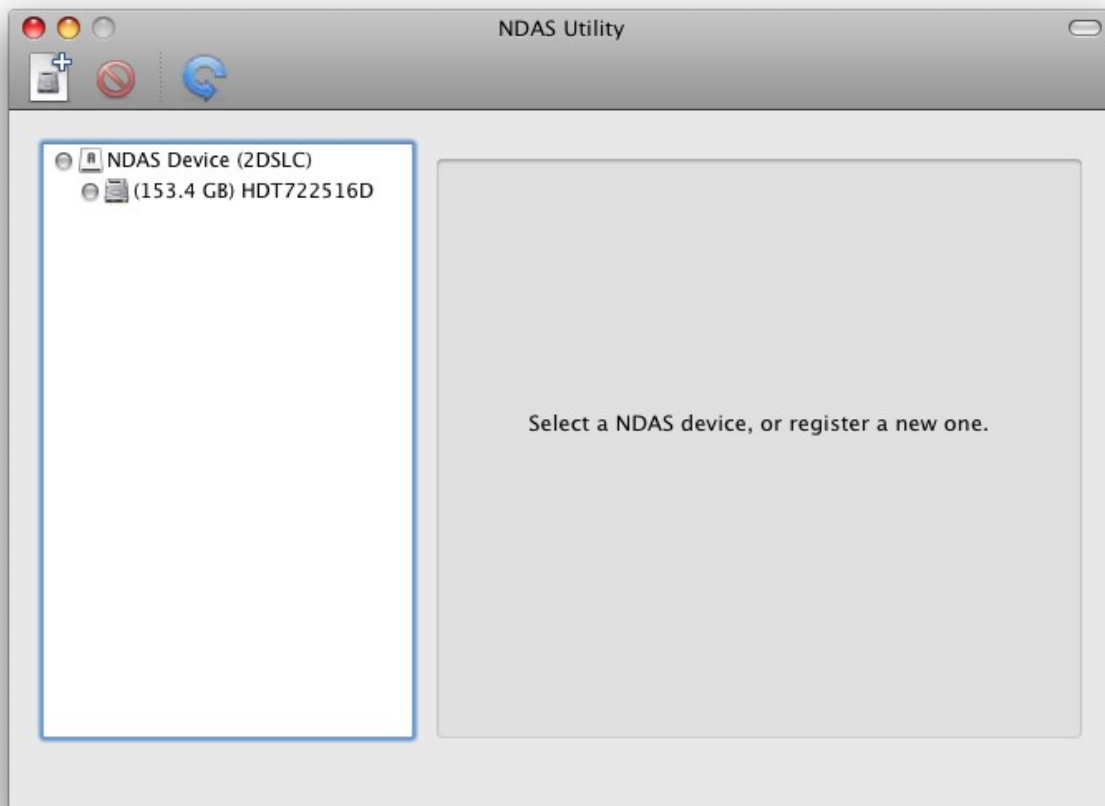 NDAS Utility
NDAS Device (2DSLC)
(153.4 GB) HDT722516D
Select a NDAS device, or register a new one.